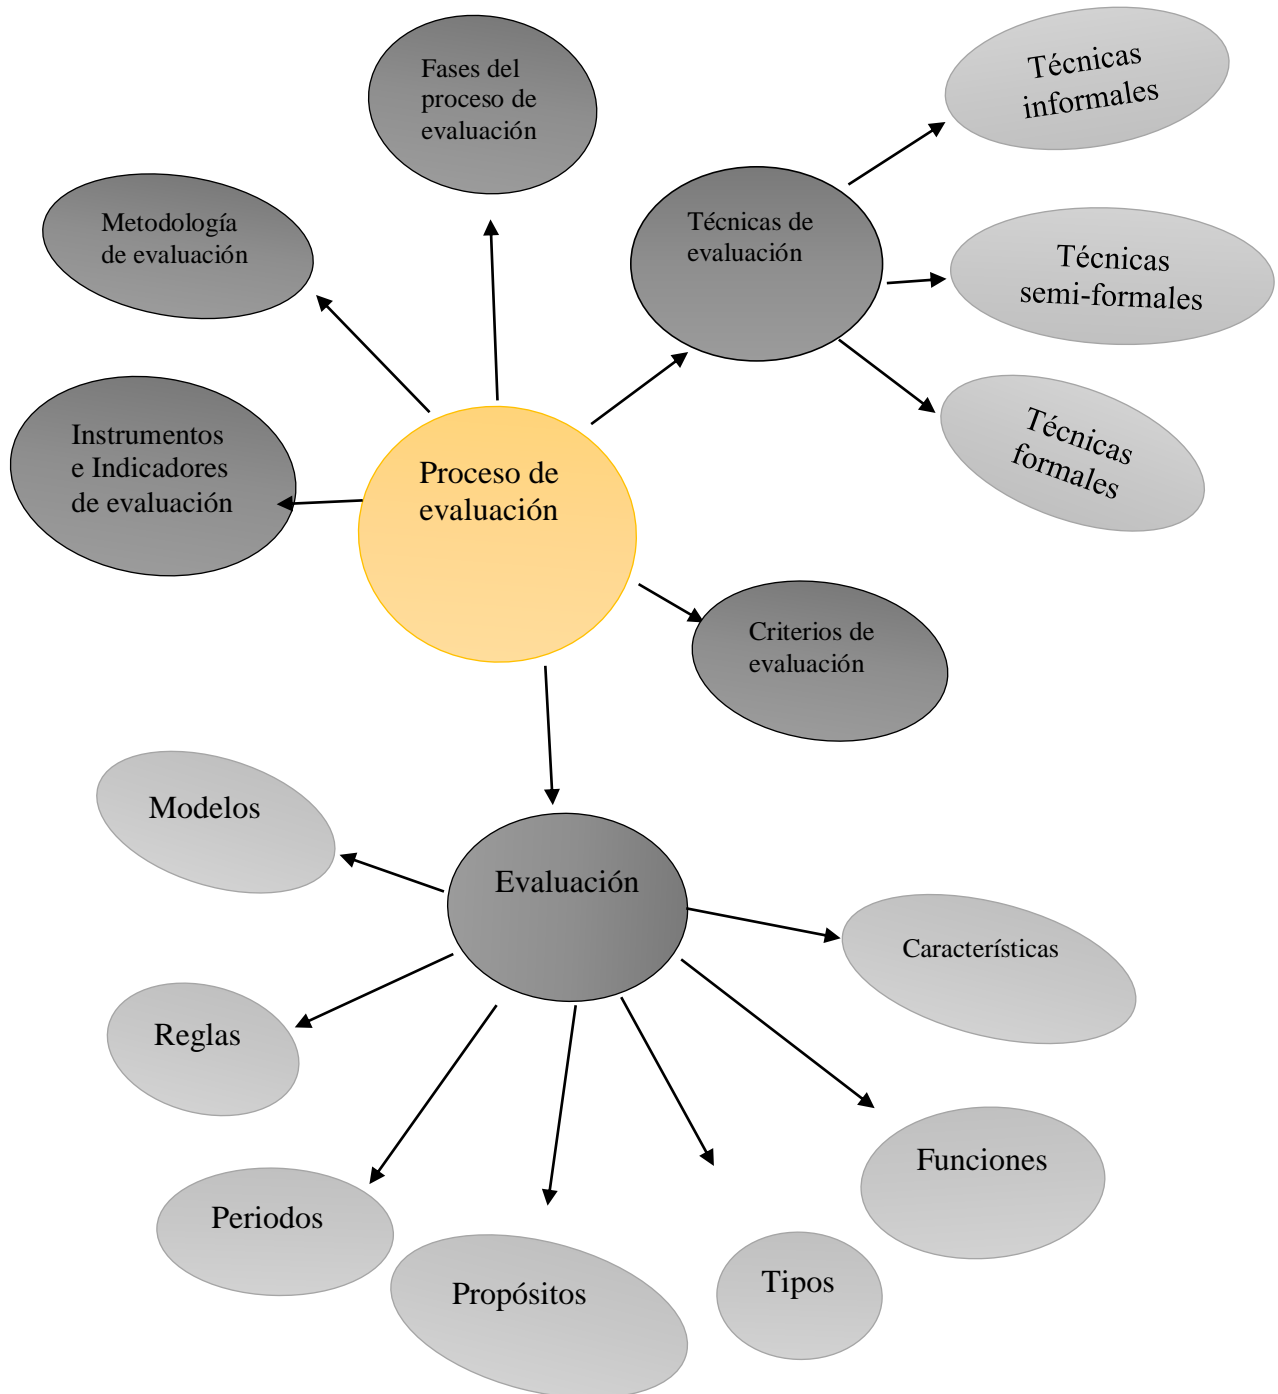 Fases del
proceso de
evaluación
Técnicas
informales
Metodología
de evaluación
Técnicas de
evaluación
Técnicas
semi-formales
Instrumentos
e Indicadores
de evaluación
Proceso de
evaluación
Técnicas
formales
Criterios de
evaluación
Modelos
Evaluación
Característísticas
Reglas
Funciones
Periodos
Propósitos
Tipos